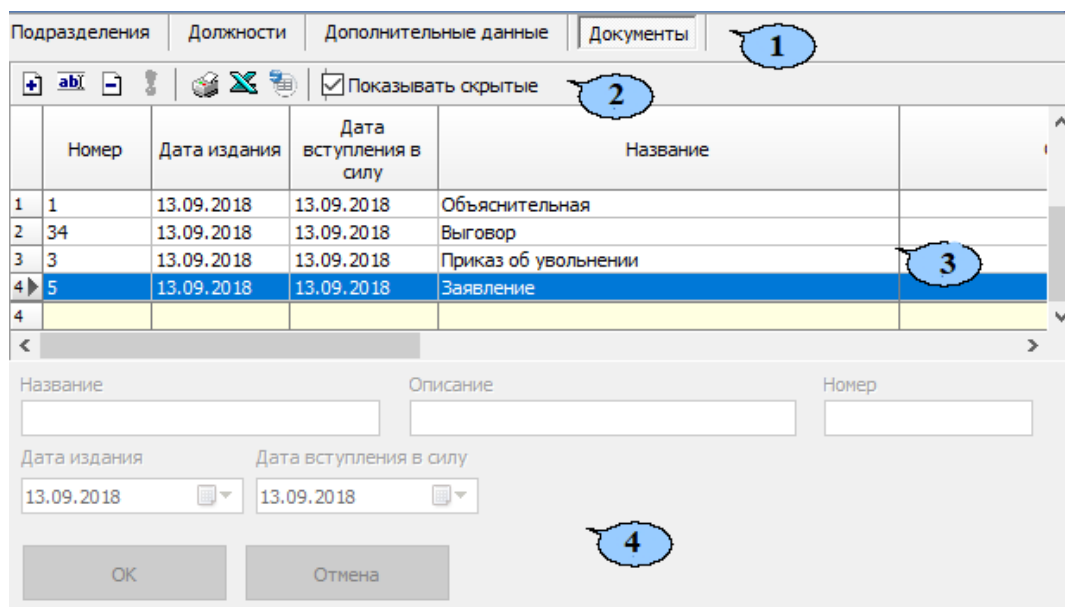 Подразделения Должности Дополнительные данные Документы 1
abI Показывать скрытые 2
Номер Дата издания Дата вступления в силу Название
1 1 13.09.2018 13.09.2018 Объяснительная
2 34 13.09.2018 13.09.2018 Выговор
3 3 13.09.2018 13.09.2018 Приказ об увольнении 3
4 5 13.09.2018 13.09.2018 Заявление
4
Название Описание Номер
Дата издания Дата вступления в силу
13.09.2018 13.09.2018
4
ОК Отмена